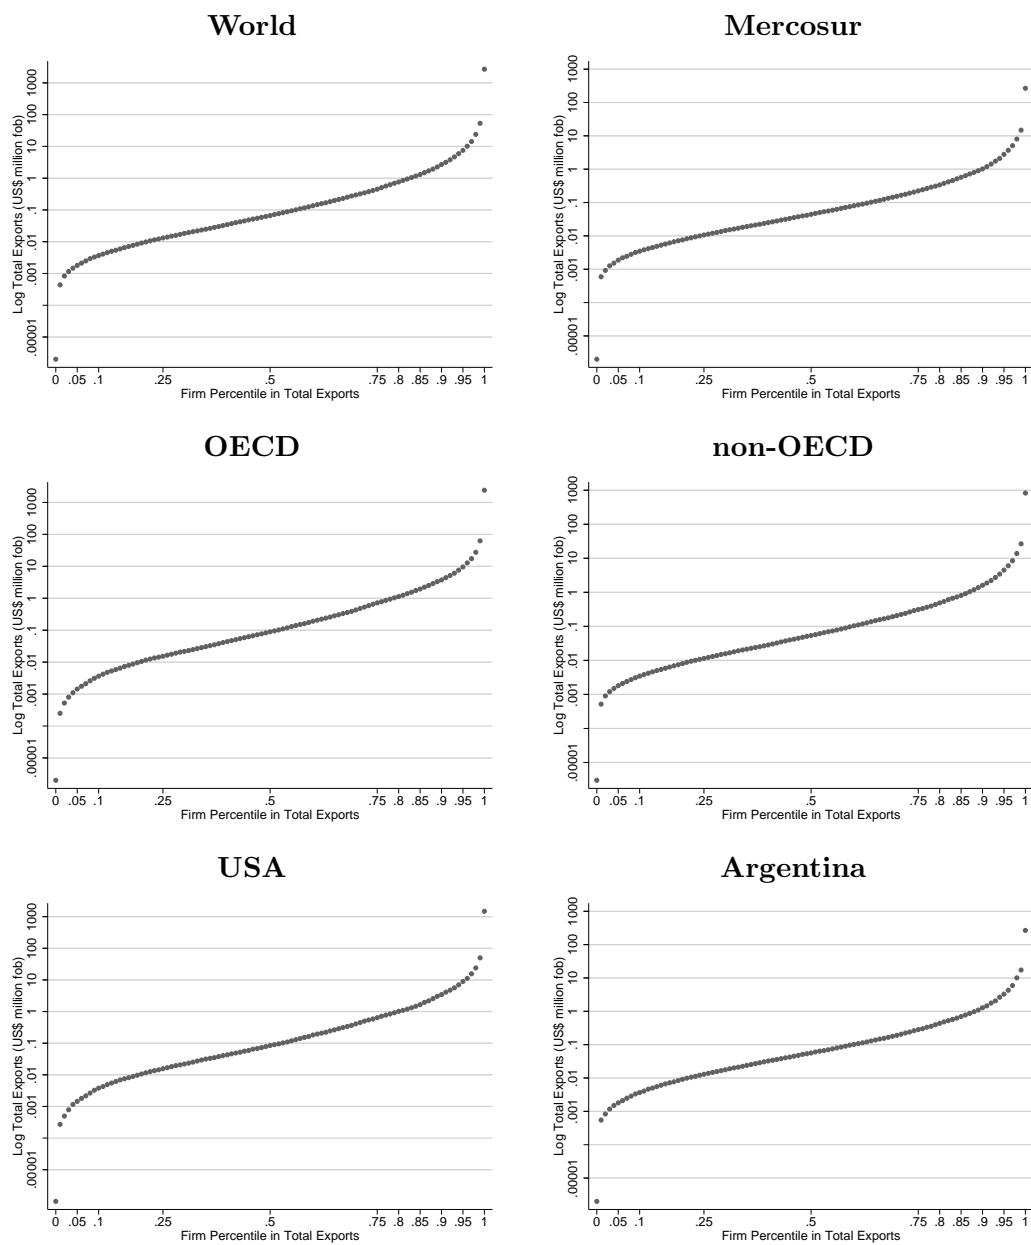 World
Mercosur
Log Total Exports (US$ million fob)
1000
100
10
1
.1
.01
.001
.00001
0 .05 .1 .25 .5 .75 .8 .85 .9 .95 1
Firm Percentile in Total Exports
Log Total Exports (US$ million fob)
1000
100
10
1
.1
.01
.001
.00001
0 .05 .1 .25 .5 .75 .8 .85 .9 .95 1
Firm Percentile in Total Exports
OECD
non-OECD
Log Total Exports (US$ million fob)
1000
100
10
1
.1
.01
.001
.00001
0 .05 .1 .25 .5 .75 .8 .85 .9 .95 1
Firm Percentile in Total Exports
Log Total Exports (US$ million fob)
1000
100
10
1
.1
.01
.001
.00001
0 .05 .1 .25 .5 .75 .8 .85 .9 .95 1
Firm Percentile in Total Exports
USA
Argentina
Log Total Exports (US$ million fob)
1000
100
10
1
.1
.01
.001
.00001
0 .05 .1 .25 .5 .75 .8 .85 .9 .95 1
Firm Percentile in Total Exports
Log Total Exports (US$ million fob)
1000
100
10
1
.1
.01
.001
.00001
0 .05 .1 .25 .5 .75 .8 .85 .9 .95 1
Firm Percentile in Total Exports